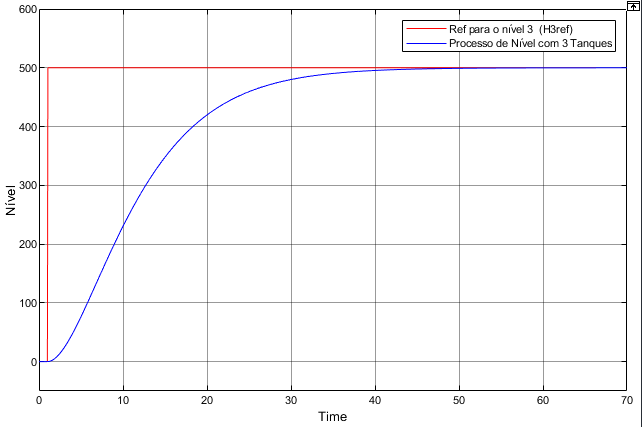 600
Ref para o nível 3 (H3ref)
Processo de Nível com 3 Tanques
500
400
300
200
100
0
Nível
0 10 20 30 40 50 60 70
Time